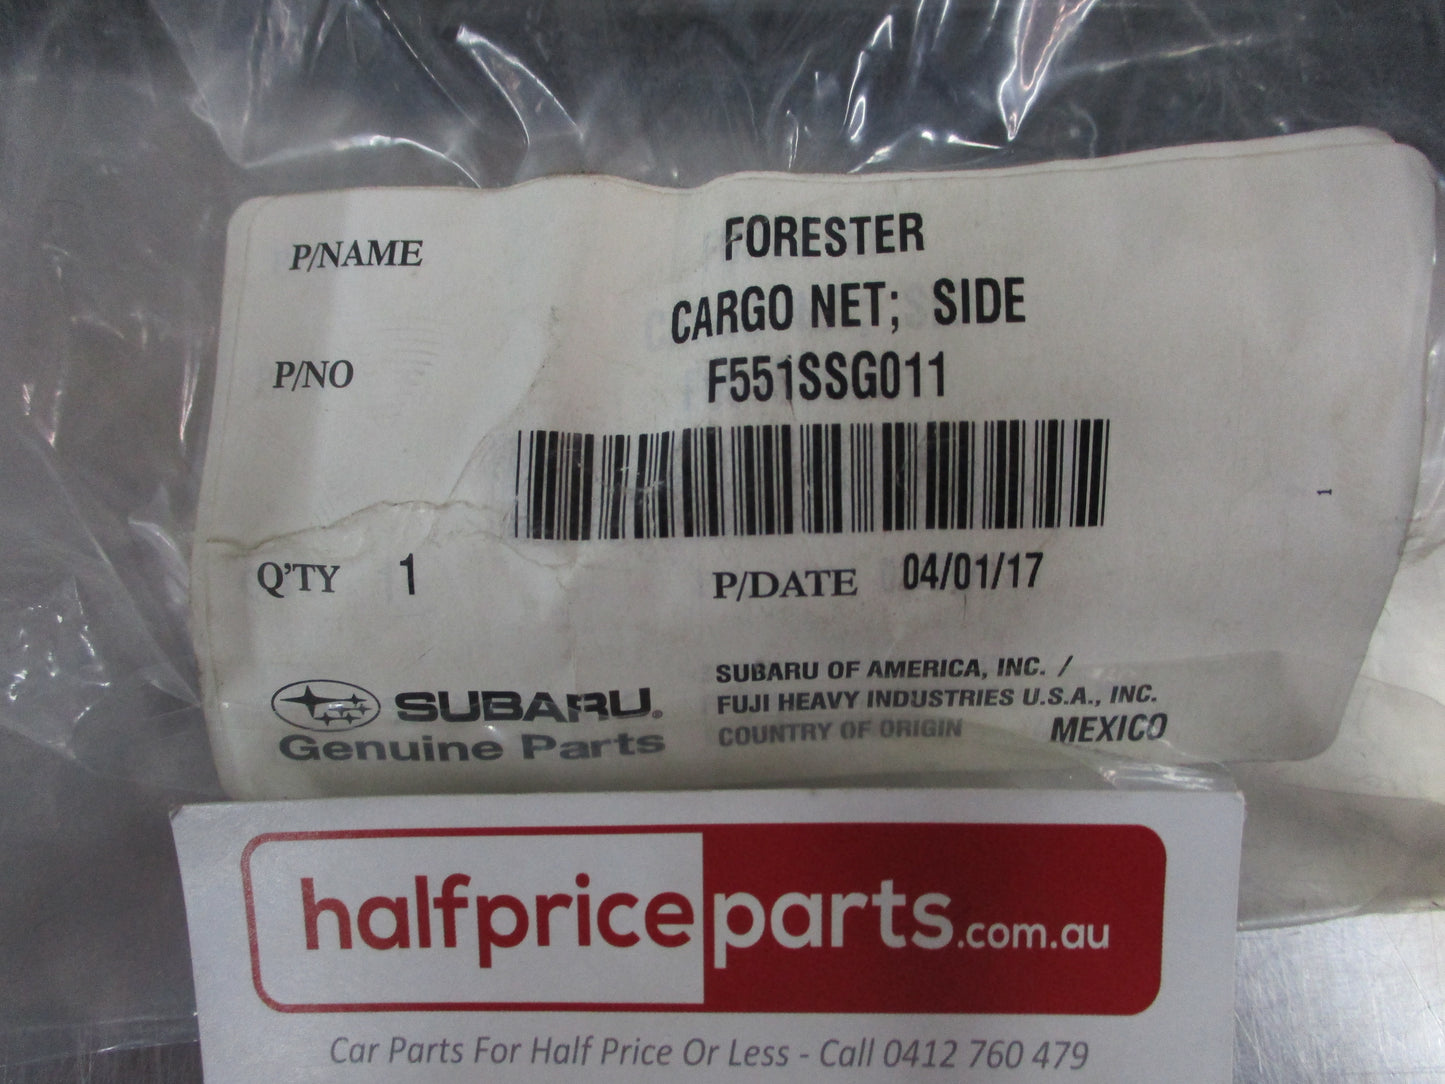 P/NAME FORESTER
CARGO NET; SIDE
P/NO F551SSG011
1
Q'TY 1 P/DATE 04/01/17
SUBARU OF AMERICA, INC. /
FUJI HEAVY INDUSTRIES U.S.A., INC.
COUNTRY OF ORIGIN MEXICO
SUBARU®
Genuine Parts
halfpriceparts.com.au
Car Parts For Half Price Or Less - Call 0412 760 479